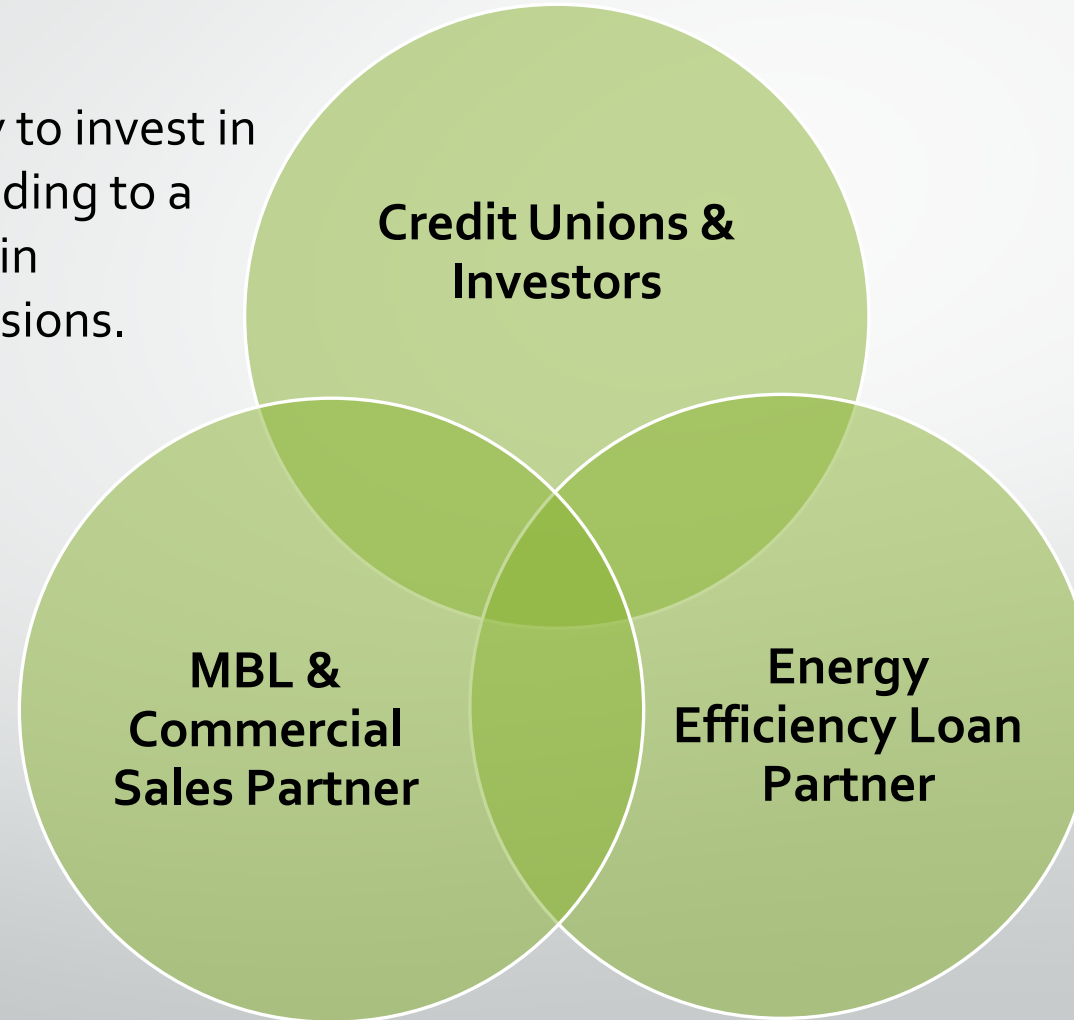 to invest in
ding to a
in
sions.
Credit Unions &
Investors
MBL &
Commercial
Sales Partner
Energy
Efficiency Loan
Partner